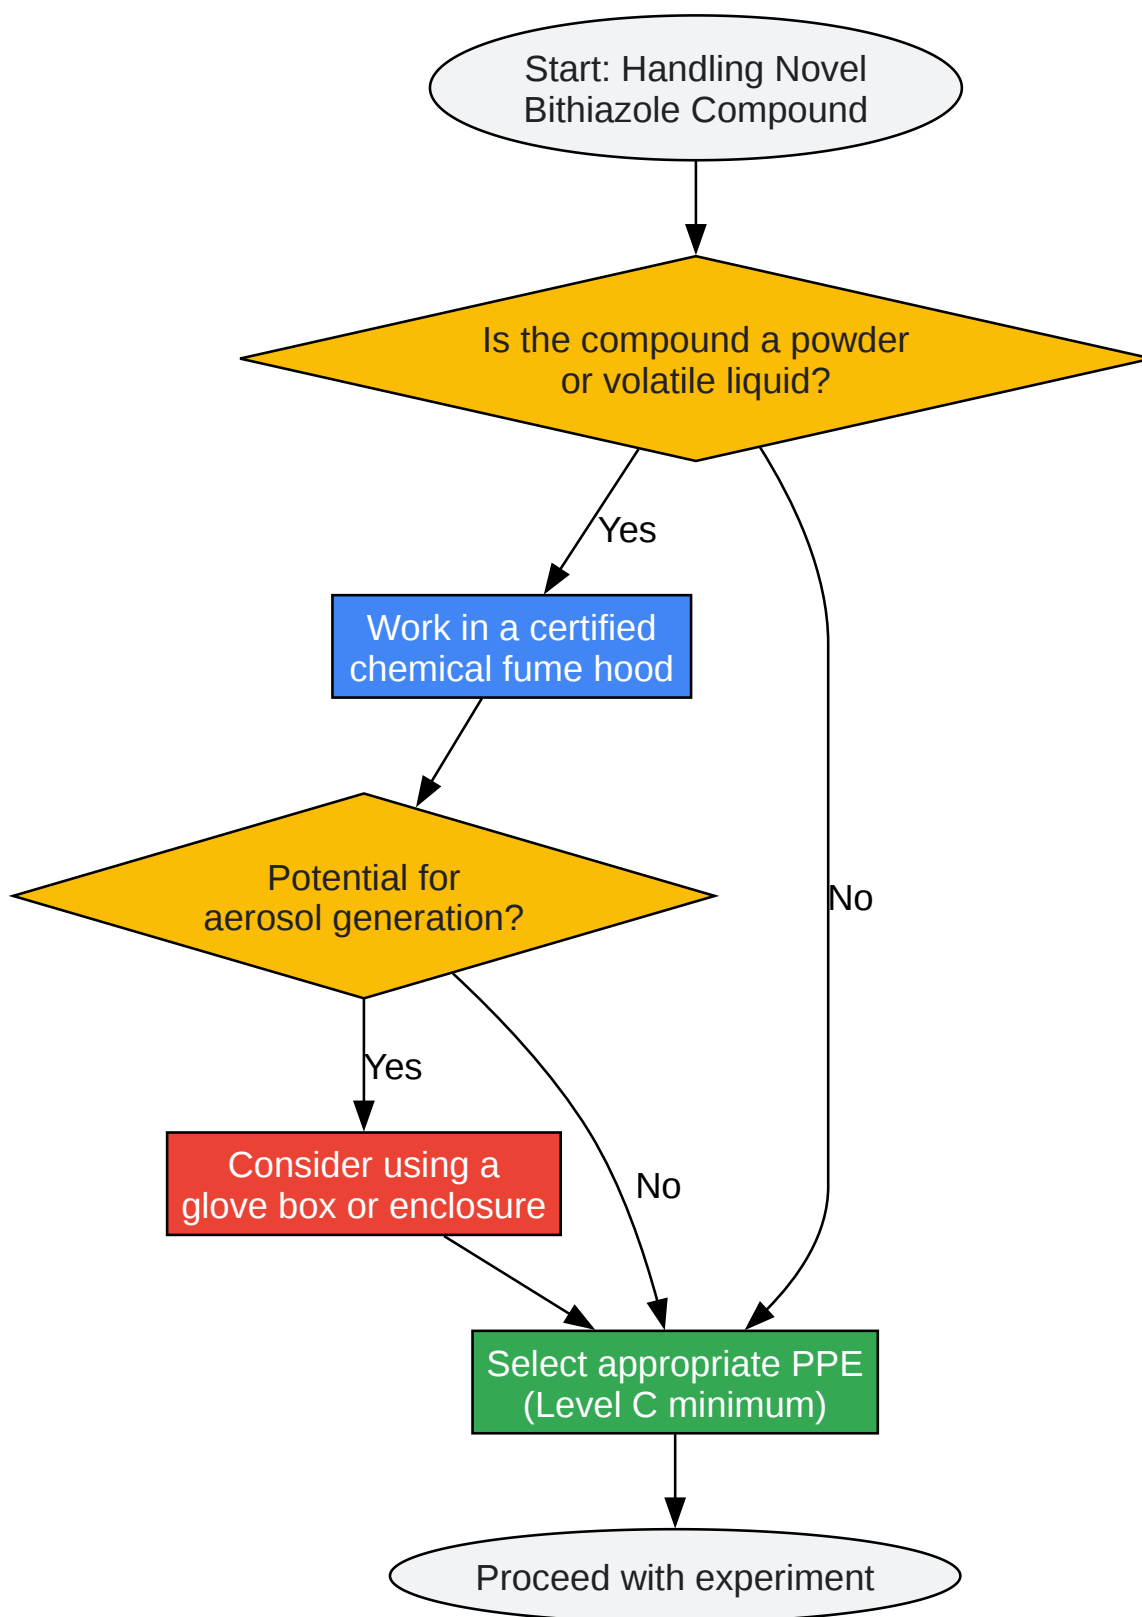 Start: Handling Novel
Bithiazole Compound
Is the compound a powder
or volatile liquid?
Yes
Work in a certified
chemical fume hood
Potential for
aerosol generation?
No
Yes
Consider using a
glove box or enclosure
No
Select appropriate PPE
(Level C minimum)
Proceed with experiment